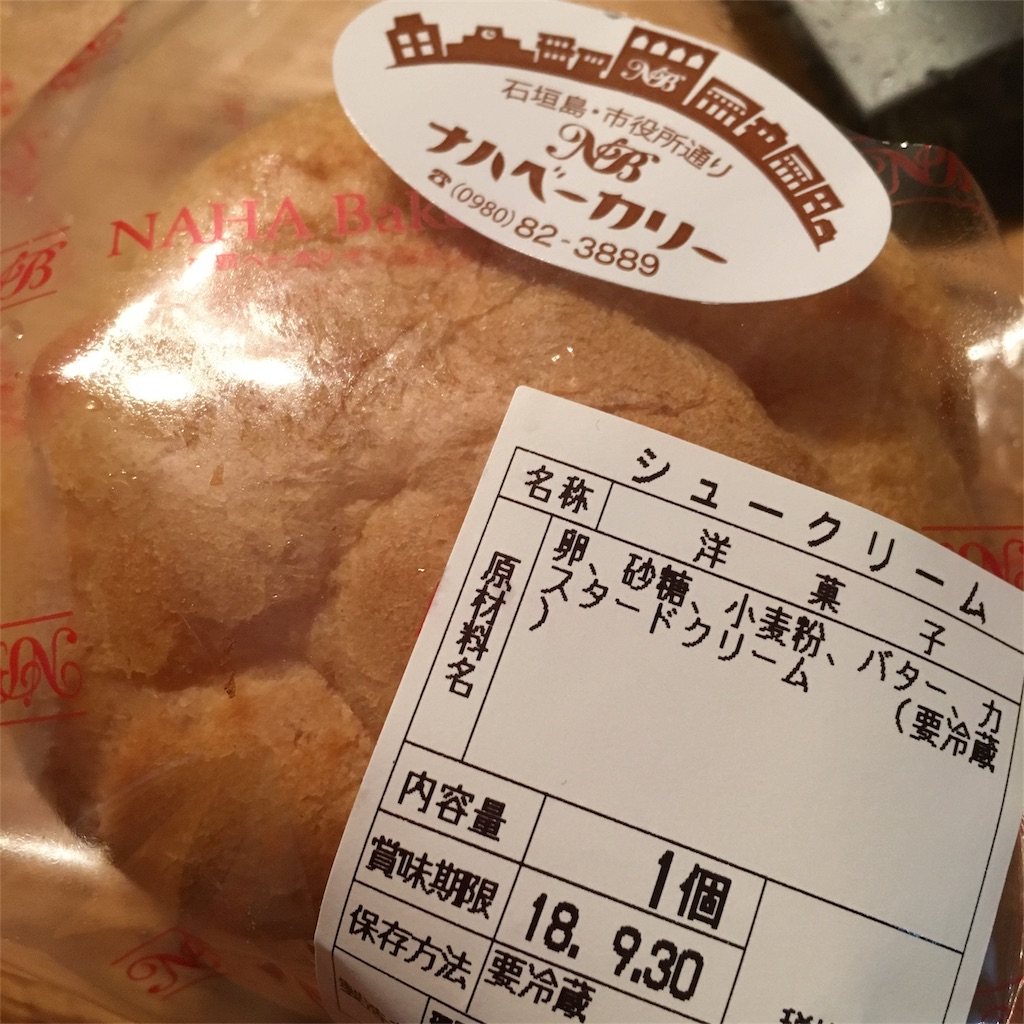 NB
石垣島・市役所通り
NB
ナハベーカリー
☎(0980)82-3889
NAHA Bake
シュークリーム
名称 洋菓子
原材料名 卵、砂糖、小麦粉、バター、カ
スタードクリーム (要冷蔵
)
内容量 1個
賞味期限 18. 9.30
保存方法 要冷蔵